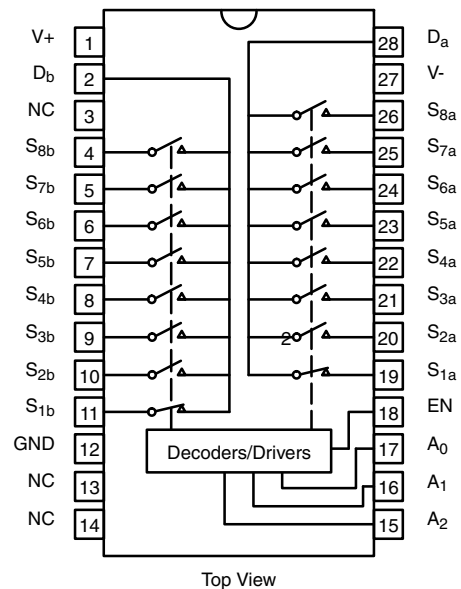 V+ 1 28 Da
Db 2 27 V-
NC 3 26 S8a
S8b 4 25 S7a
S7b 5 24 S6a
S6b 6 23 S5a
S5b 7 22 S4a
S4b 8 21 S3a
S3b 9 2 20 S2a
S2b 10 19 S1a
S1b 11 18 EN
GND 12 Decoders/Drivers 17 A0
NC 13 16 A1
NC 14 15 A2
Top View